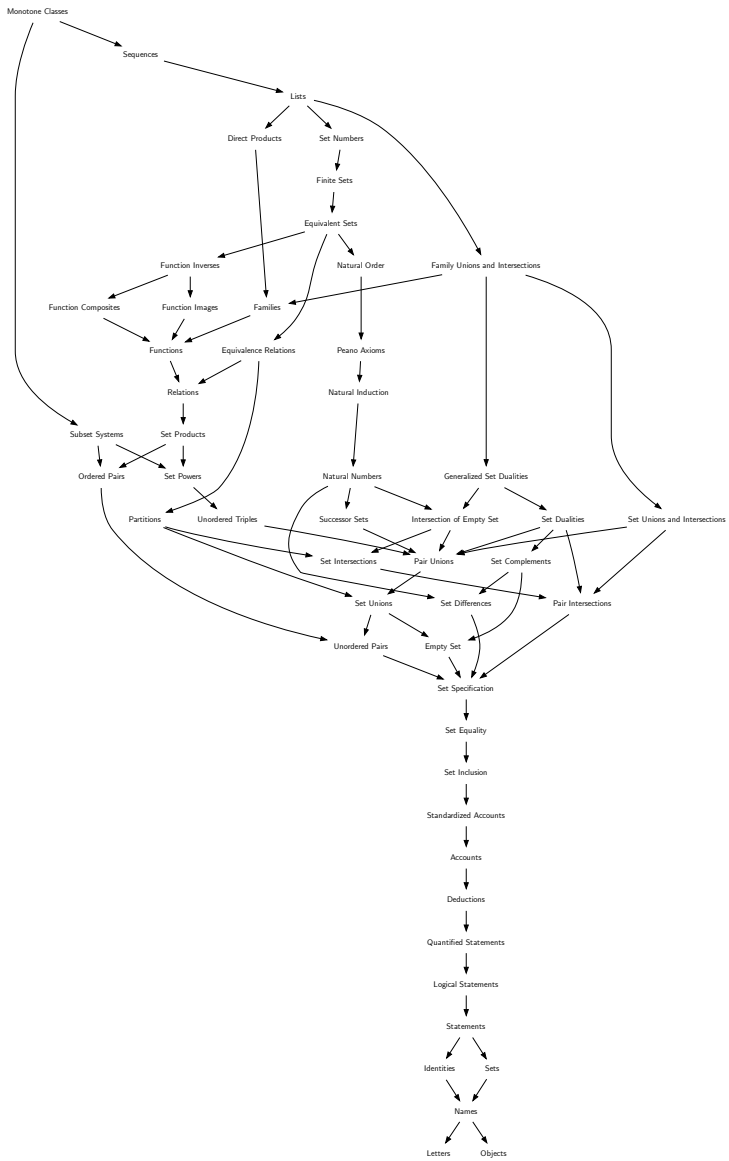 Monotone Classes
Sequences
Lists
Direct Products
Set Numbers
Finite Sets
Equivalent Sets
Function Inverses
Natural Order
Family Unions and Intersections
Function Composites
Function Images
Families
Functions
Equivalence Relations
Peano Axioms
Relations
Natural Induction
Subset Systems
Set Products
Ordered Pairs
Set Powers
Natural Numbers
Generalized Set Dualities
Partitions
Unordered Triples
Successor Sets
Intersection of Empty Set
Set Dualities
Set Unions and Intersections
Set Intersections
Pair Unions
Set Complements
Set Unions
Set Differences
Pair Intersections
Unordered Pairs
Empty Set
Set Specification
Set Equality
Set Inclusion
Standardized Accounts
Accounts
Deductions
Quantified Statements
Logical Statements
Statements
Identities
Sets
Names
Letters
Objects